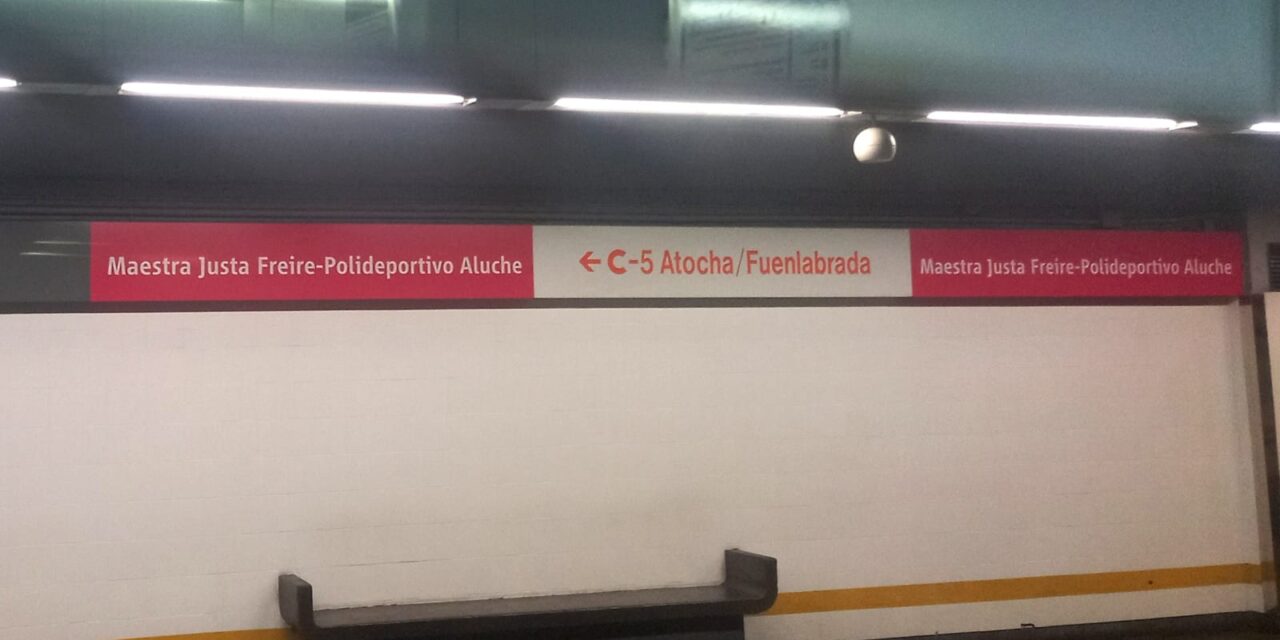 Maestra Justa Freire-Polideportivo Aluche
← C-5 Atocha/Fuenlabrada
Maestra Justa Freire-Polideportivo Aluche